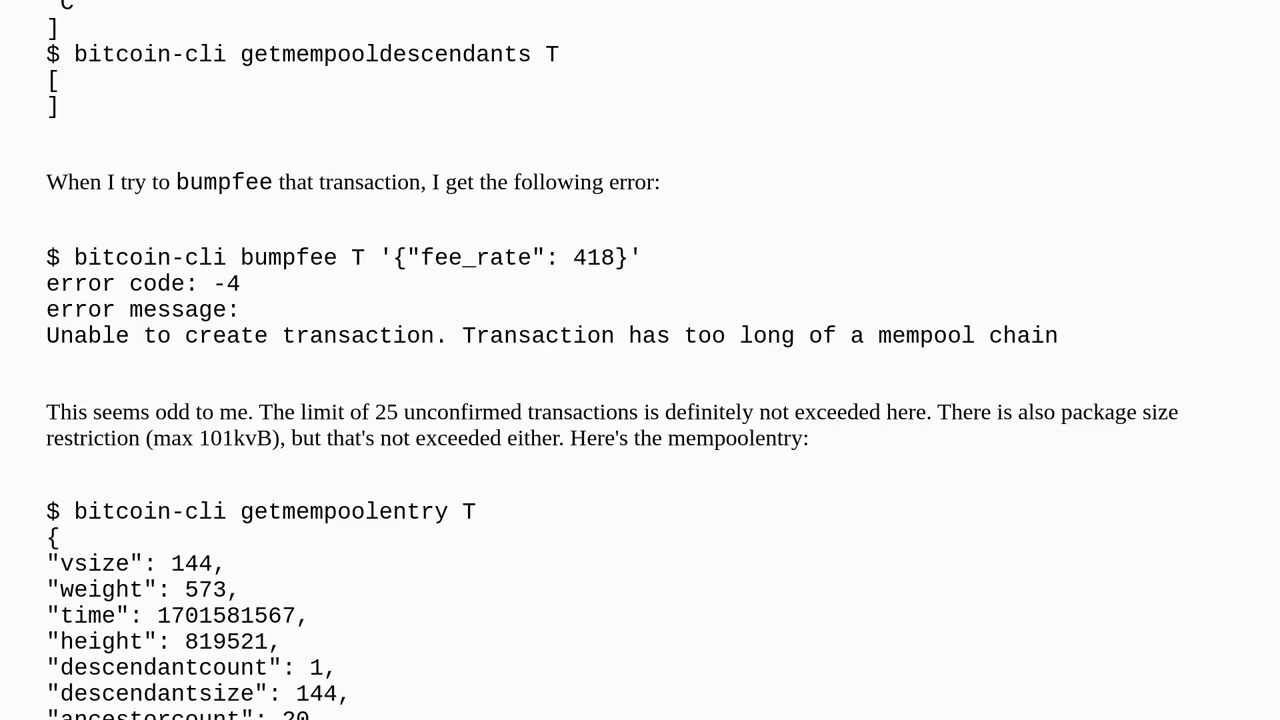 "C
]
$ bitcoin-cli getmempooldescendants T
[
]
When I try to bumpfee that transaction, I get the following error:
$ bitcoin-cli bumpfee T '{"fee_rate": 418}'
error code: -4
error message:
Unable to create transaction. Transaction has too long of a mempool chain
This seems odd to me. The limit of 25 unconfirmed transactions is definitely not exceeded here. There is also package size
restriction (max 101kvB), but that's not exceeded either. Here's the mempoolentry:
$ bitcoin-cli getmempoolentry T
{
"vsize": 144,
"weight": 573,
"time": 1701581567,
"height": 819521,
"descendantcount": 1,
"descendantsize": 144,
"ancestorcount": 20